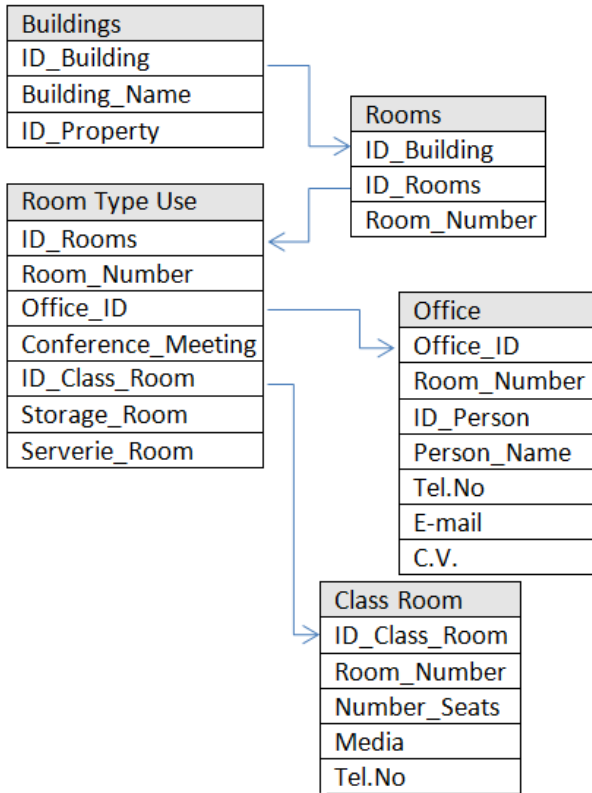 Buildings
ID_Building
Building_Name
ID_Property
Rooms
ID_Building
ID_Rooms
Room_Number
Room Type Use
ID_Rooms
Room_Number
Office_ID
Conference_Meeting
ID_Class_Room
Storage_Room
Serverie_Room
Office
Office_ID
Room_Number
ID_Person
Person_Name
Tel.No
E-mail
C.V.
Class Room
ID_Class_Room
Room_Number
Number_Seats
Media
Tel.No